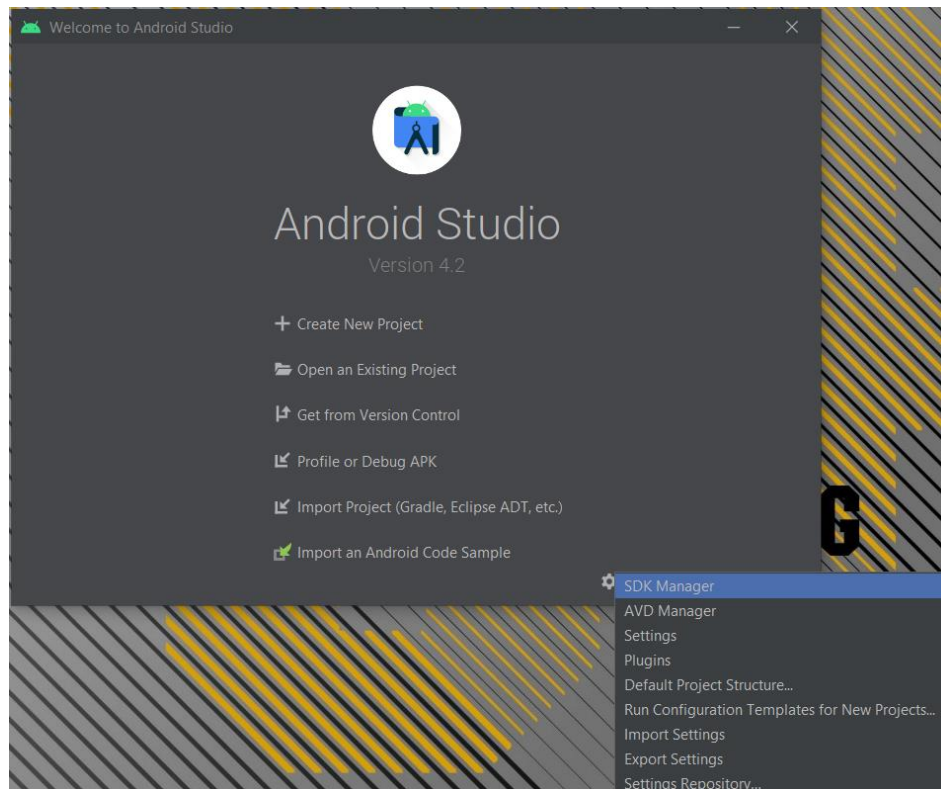 Welcome to Android Studio
Android Studio
Version 4.2
Create New Project
Open an Existing Project
Get from Version Control
Profile or Debug APK
Import Project (Gradle, Eclipse ADT, etc.)
Import an Android Code Sample
G
SDK Manager
AVD Manager
Settings
Plugins
Default Project Structure...
Run Configuration Templates for New Projects...
Import Settings
Export Settings
Settings Repository...